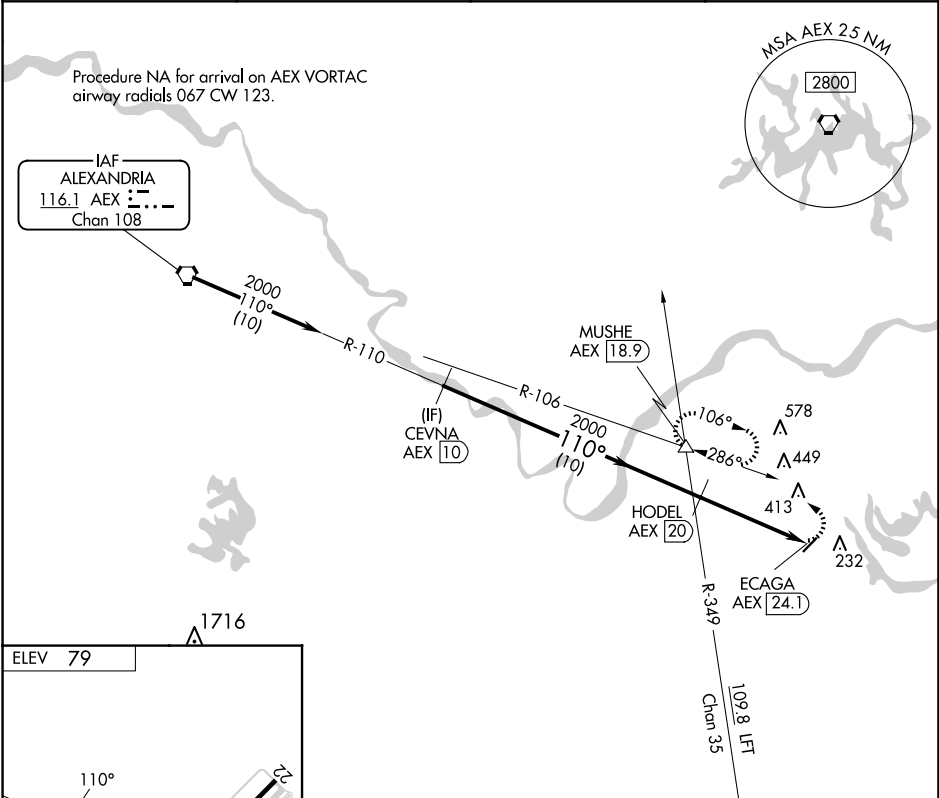 Procedure NA for arrival on AEX VORTAC
airway radials 067 CW 123.
MSA AEX 25 NM
2800
IAF
ALEXANDRIA
116.1 AEX
Chan 108
2000
110°
(10)
R-110
(IF)
CEVNA
AEX 10
R-106
2000
110°
(10)
MUSHE
AEX 18.9
106°
286°
578
449
413
232
HODEL
AEX 20
ECAGA
AEX 24.1
R-349
109.8 LFT
Chan 35
1716
ELEV 79
110°
22